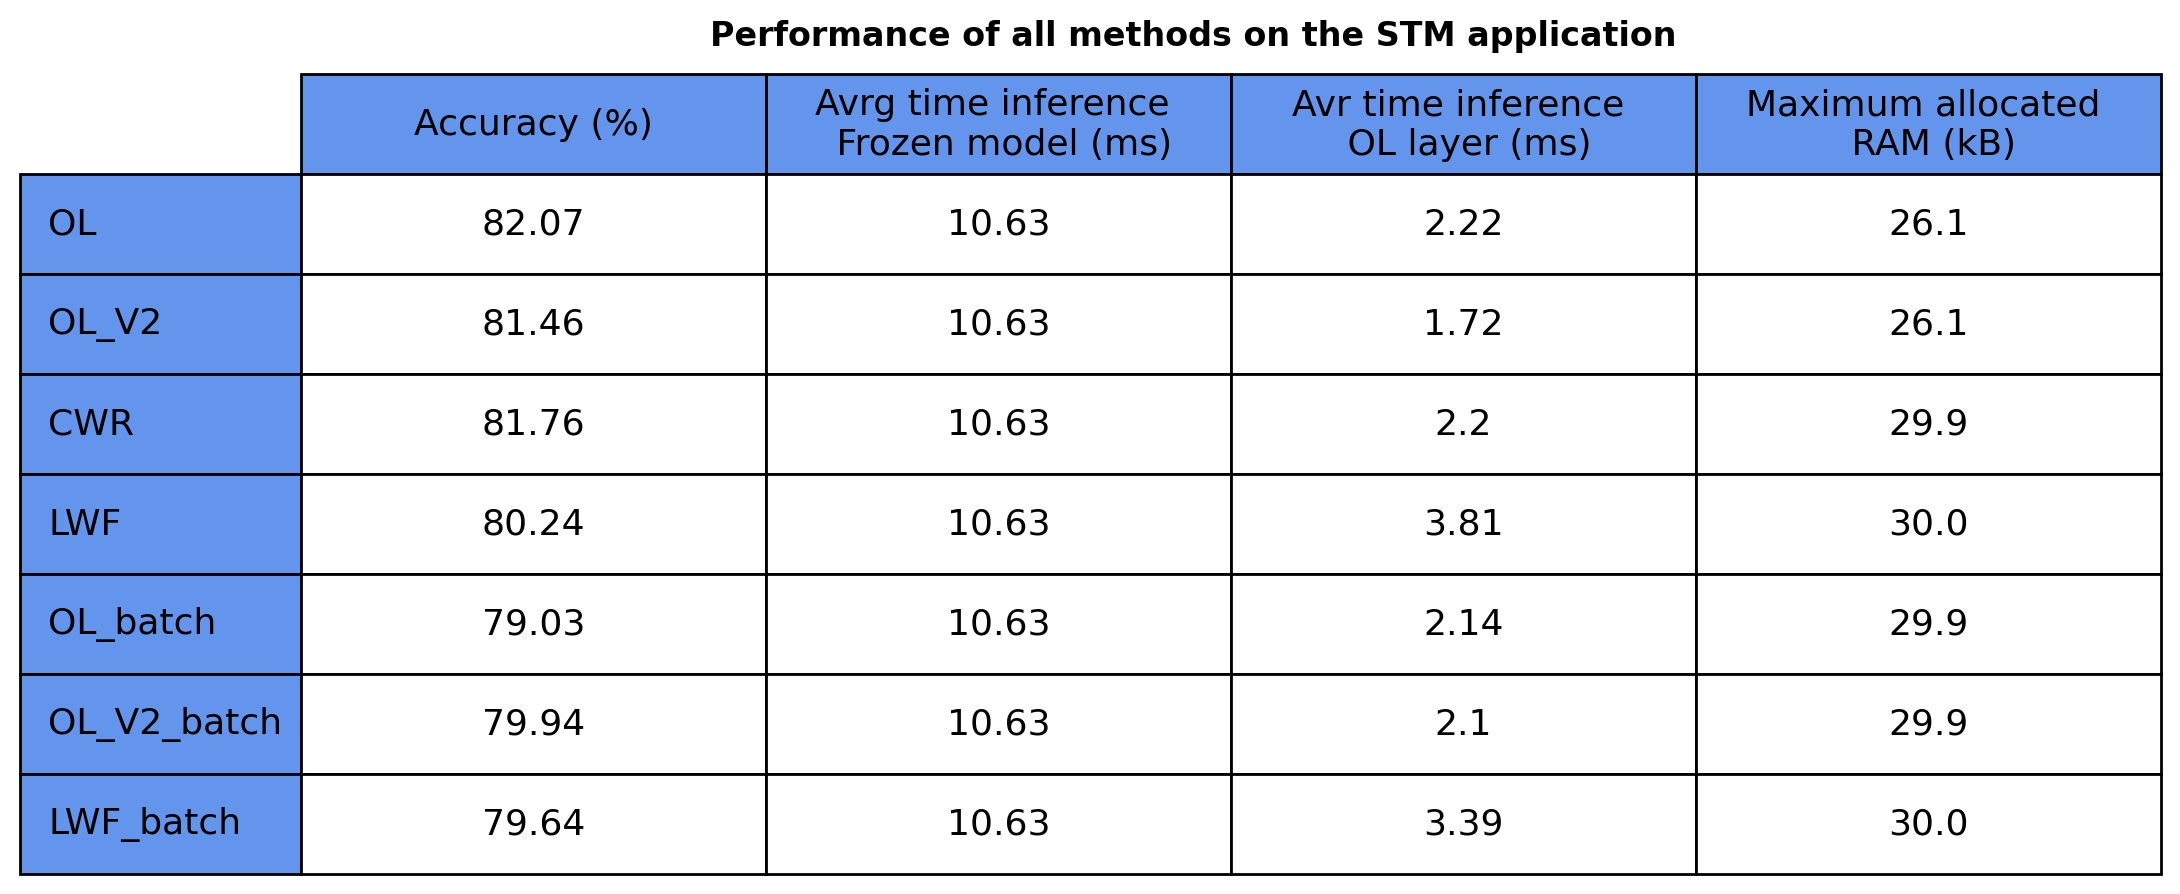 Performance of all methods on the STM application
Accuracy (%) Avrg time inference Frozen model (ms) Avr time inference OL layer (ms) Maximum allocated RAM (kB)
OL 82.07 10.63 2.22 26.1
OL_V2 81.46 10.63 1.72 26.1
CWR 81.76 10.63 2.2 29.9
LWF 80.24 10.63 3.81 30.0
OL_batch 79.03 10.63 2.14 29.9
OL_V2_batch 79.94 10.63 2.1 29.9
LWF_batch 79.64 10.63 3.39 30.0